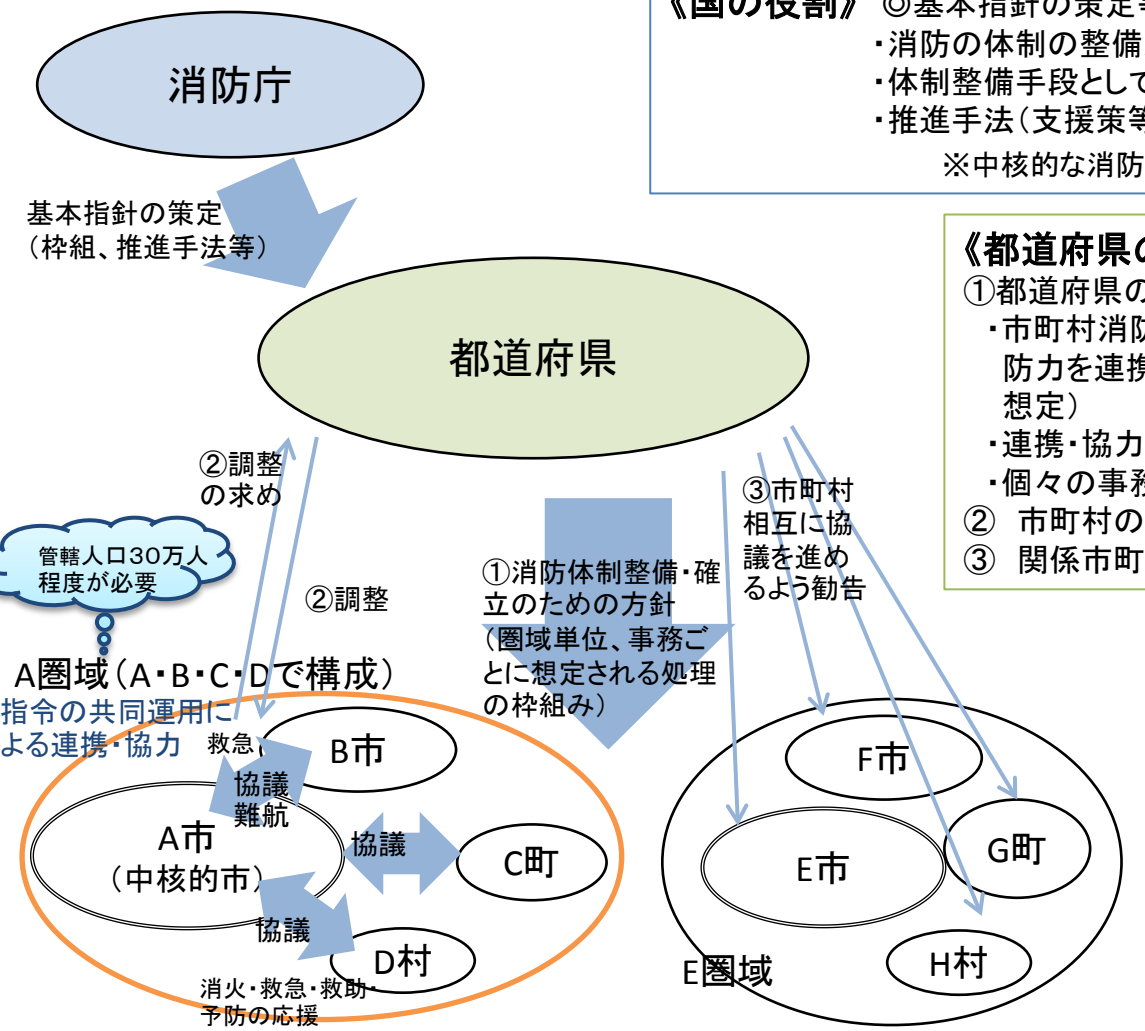 消防庁
基本指針の策定
（枠組、推進手法等）
《国の役割》 ◎基本指針の策定
・消防の体制の整備
・体制整備手段として
・推進手法（支援策等
※中核的な消防
都道府県
《都道府県の
①都道府県の
・市町村消防
防力を連携
想定）
・連携・協力
・個々の事務
② 市町村の
③ 関係市町
②調整
の求め
②調整
管轄人口３０万人
程度が必要
①消防体制整備・確
立のための方針
（圏域単位、事務ご
とに想定される処理
の枠組み）
③市町村
相互に協
議を進め
るよう勧告
A圏域（A・B・C・Dで構成）
指令の共同運用に
よる連携・協力
救急
B市
協議
難航
A市
（中核的市）
協議
C町
協議
D村
消火・救急・救助・
予防の応援
F市
E市
G町
H村
E圏域